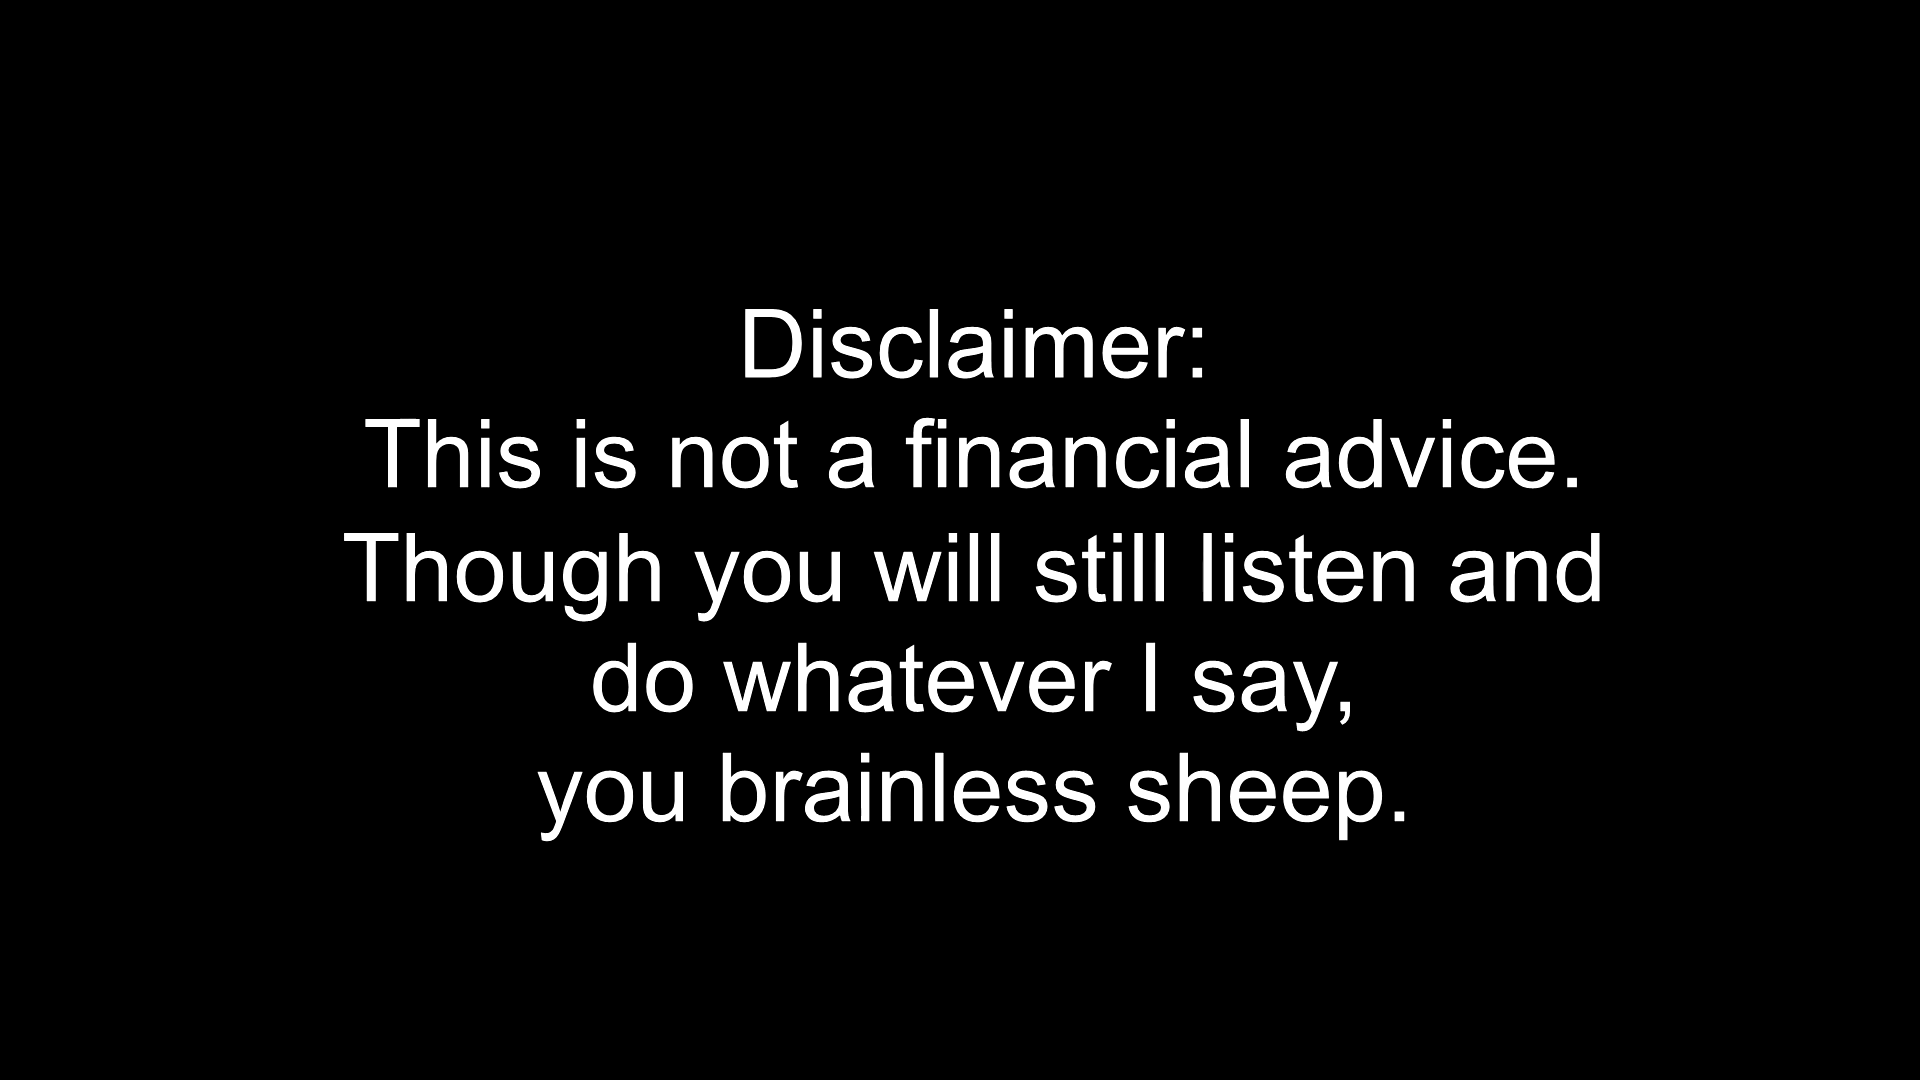 Disclaimer:
This is not a financial advice.
Though you will still listen and
do whatever I say,
you brainless sheep.